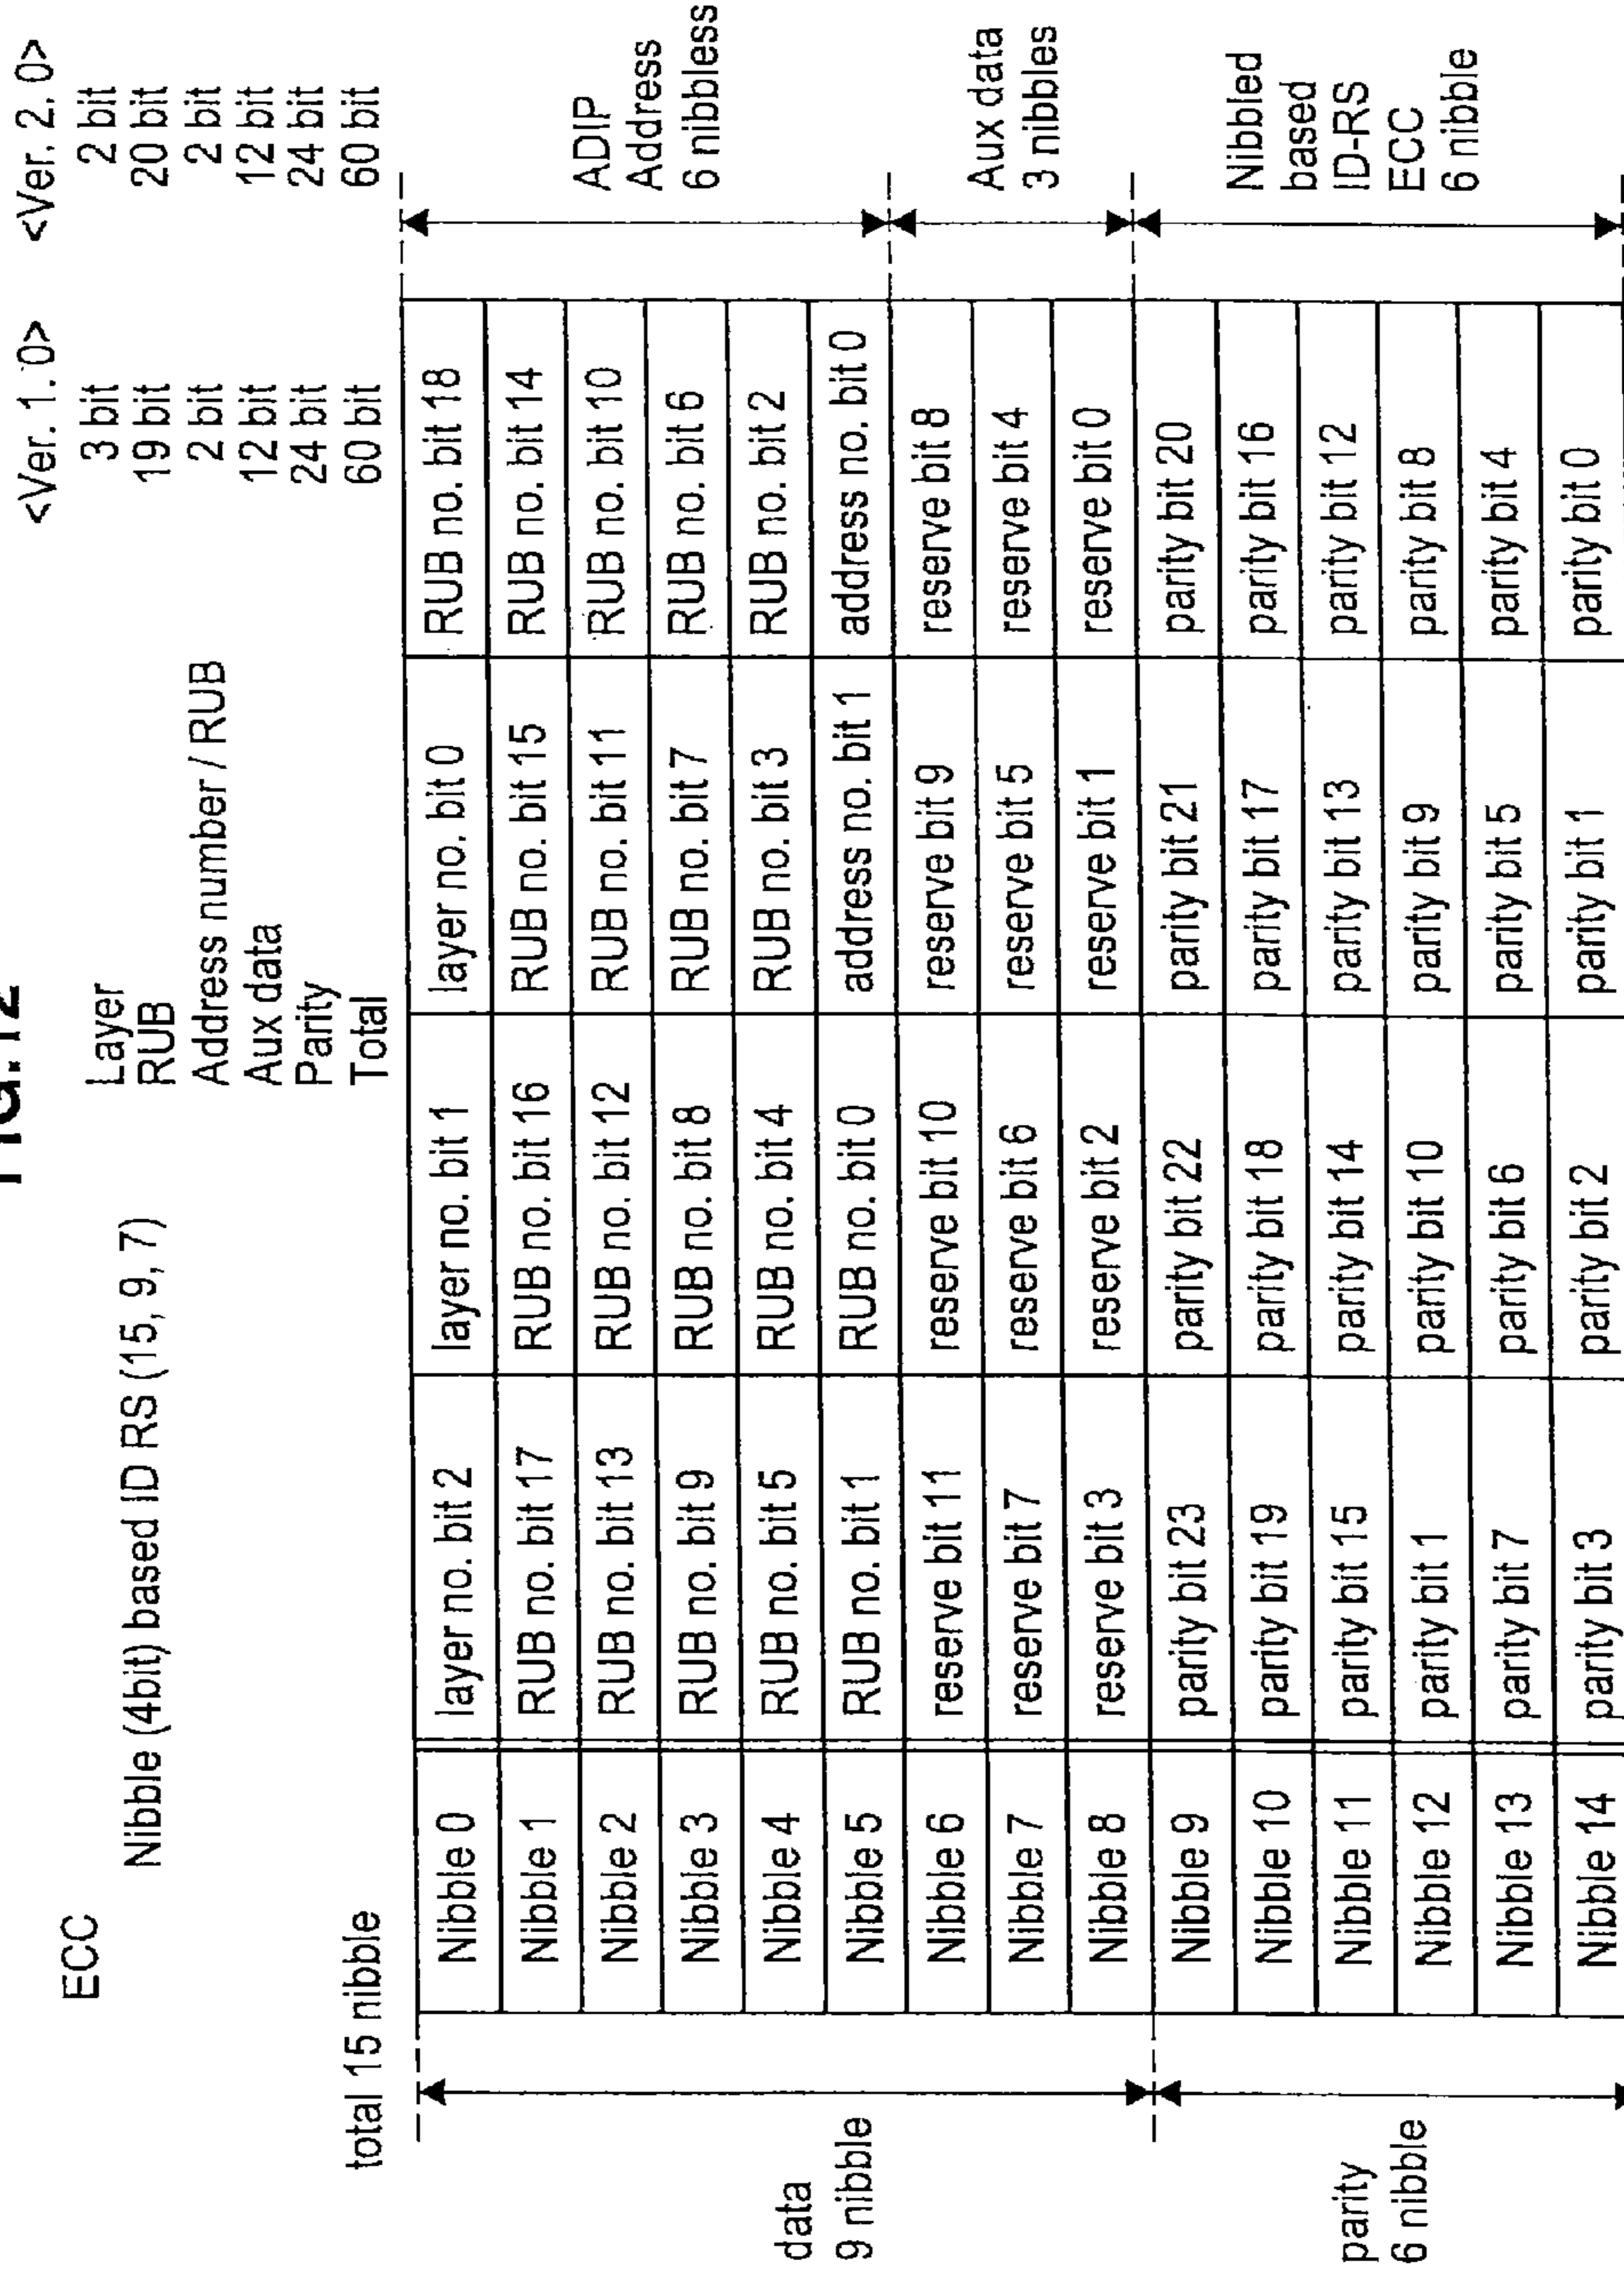 FIG.12
ECC
Nibble (4bit) based ID RS (15, 9, 7)
<Ver. 1. 0> <Ver. 2. 0>
Layer 3 bit 2 bit
RUB 19 bit 20 bit
Address number / RUB 2 bit 2 bit
Aux data 12 bit 12 bit
Parity 24 bit 24 bit
Total 60 bit 60 bit
total 15 nibble
Nibble 0 layer no. bit 2 layer no. bit 1 layer no. bit 0 RUB no. bit 18
Nibble 1 RUB no. bit 17 RUB no. bit 16 RUB no. bit 15 RUB no. bit 14
Nibble 2 RUB no. bit 13 RUB no. bit 12 RUB no. bit 11 RUB no. bit 10
Nibble 3 RUB no. bit 9 RUB no. bit 8 RUB no. bit 7 RUB no. bit 6
Nibble 4 RUB no. bit 5 RUB no. bit 4 RUB no. bit 3 RUB no. bit 2
Nibble 5 RUB no. bit 1 RUB no. bit 0 address no. bit 1 address no. bit 0
Nibble 6 reserve bit 11 reserve bit 10 reserve bit 9 reserve bit 8
Nibble 7 reserve bit 7 reserve bit 6 reserve bit 5 reserve bit 4
Nibble 8 reserve bit 3 reserve bit 2 reserve bit 1 reserve bit 0
Nibble 9 parity bit 23 parity bit 22 parity bit 21 parity bit 20
Nibble 10 parity bit 19 parity bit 18 parity bit 17 parity bit 16
Nibble 11 parity bit 15 parity bit 14 parity bit 13 parity bit 12
Nibble 12 parity bit 1 parity bit 10 parity bit 9 parity bit 8
Nibble 13 parity bit 7 parity bit 6 parity bit 5 parity bit 4
Nibble 14 parity bit 3 parity bit 2 parity bit 1 parity bit 0
data
9 nibble
parity
6 nibble
ADIP
Address
6 nibbless
Aux data
3 nibbles
Nibbled
based
ID-RS
ECC
6 nibble